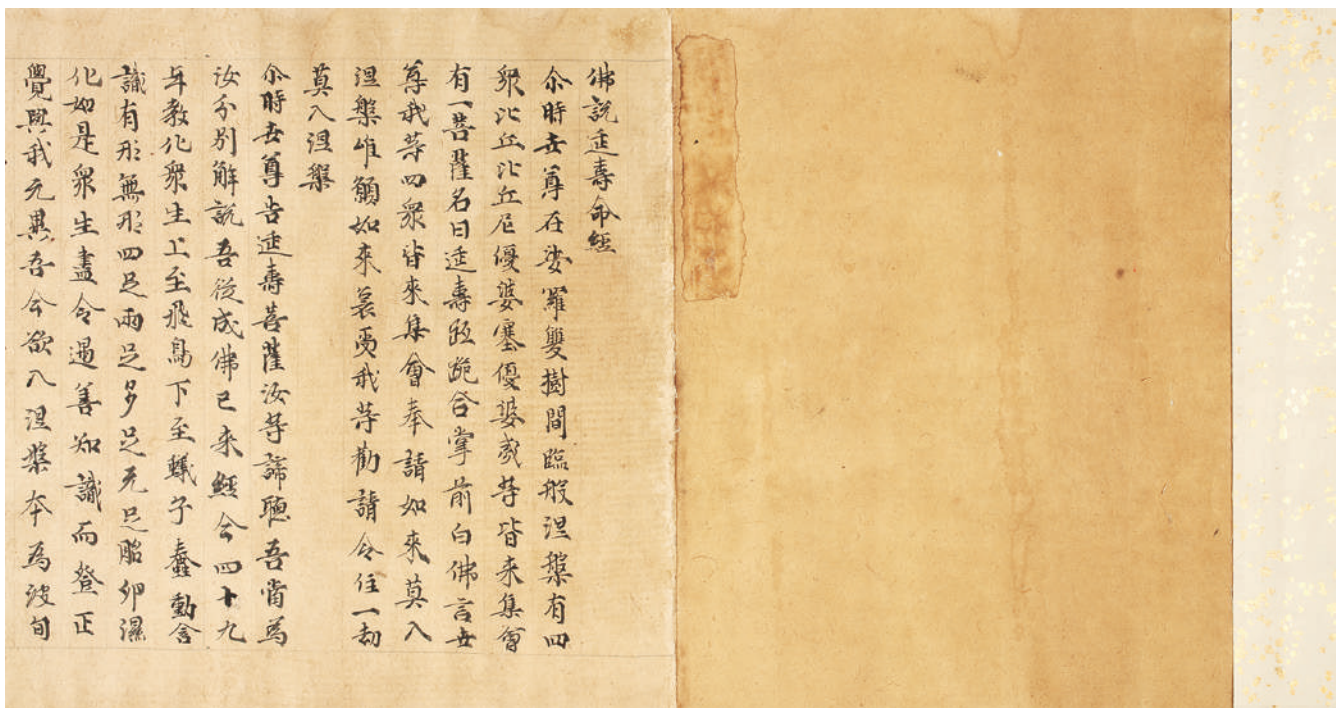 佛說延壽命經
尒時世尊在娑羅雙樹間臨般涅槃有四
衆比丘比丘尼優婆塞優婆夷等皆来集會
有一菩薩名曰延壽䠒跪合掌前白佛言世
尊我等四衆皆來集會奉請如來莫入
涅槃唯願如來哀愍我等勸請令住一劫
莫入涅槃
尒時世尊告延壽菩薩汝等諦聽吾當爲
汝分別解說吾從成佛已来經今四十九
年教化衆生上至飛鳥下至蟻子蠢動含
識有形無形四足兩足多足无足胎卵濕
化如是衆生盡令遇善知識而登正
覺與我无異吾今欲入涅槃本爲波旬